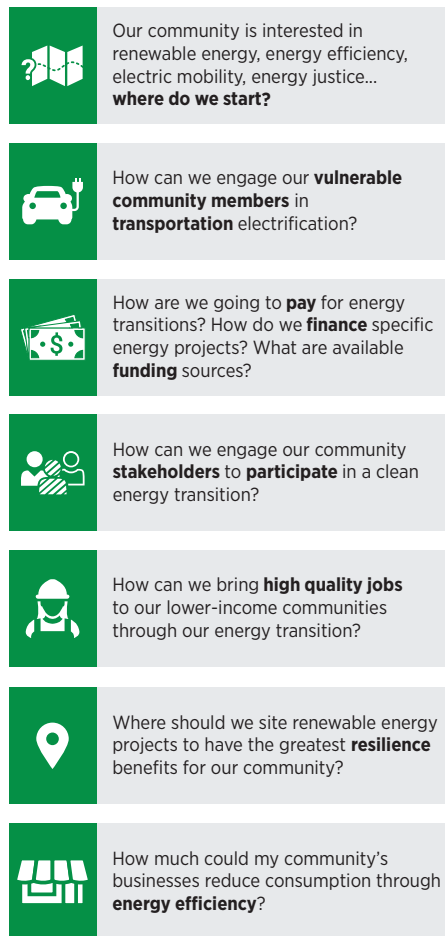 Our community is interested in
renewable energy, energy efficiency,
electric mobility, energy justice...
where do we start?
How can we engage our vulnerable
community members in
transportation electrification?
How are we going to pay for energy
transitions? How do we finance specific
energy projects? What are available
funding sources?
How can we engage our community
stakeholders to participate in a clean
energy transition?
How can we bring high quality jobs
to our lower-income communities
through our energy transition?
Where should we site renewable energy
projects to have the greatest resilience
benefits for our community?
How much could my community's
businesses reduce consumption through
energy efficiency?